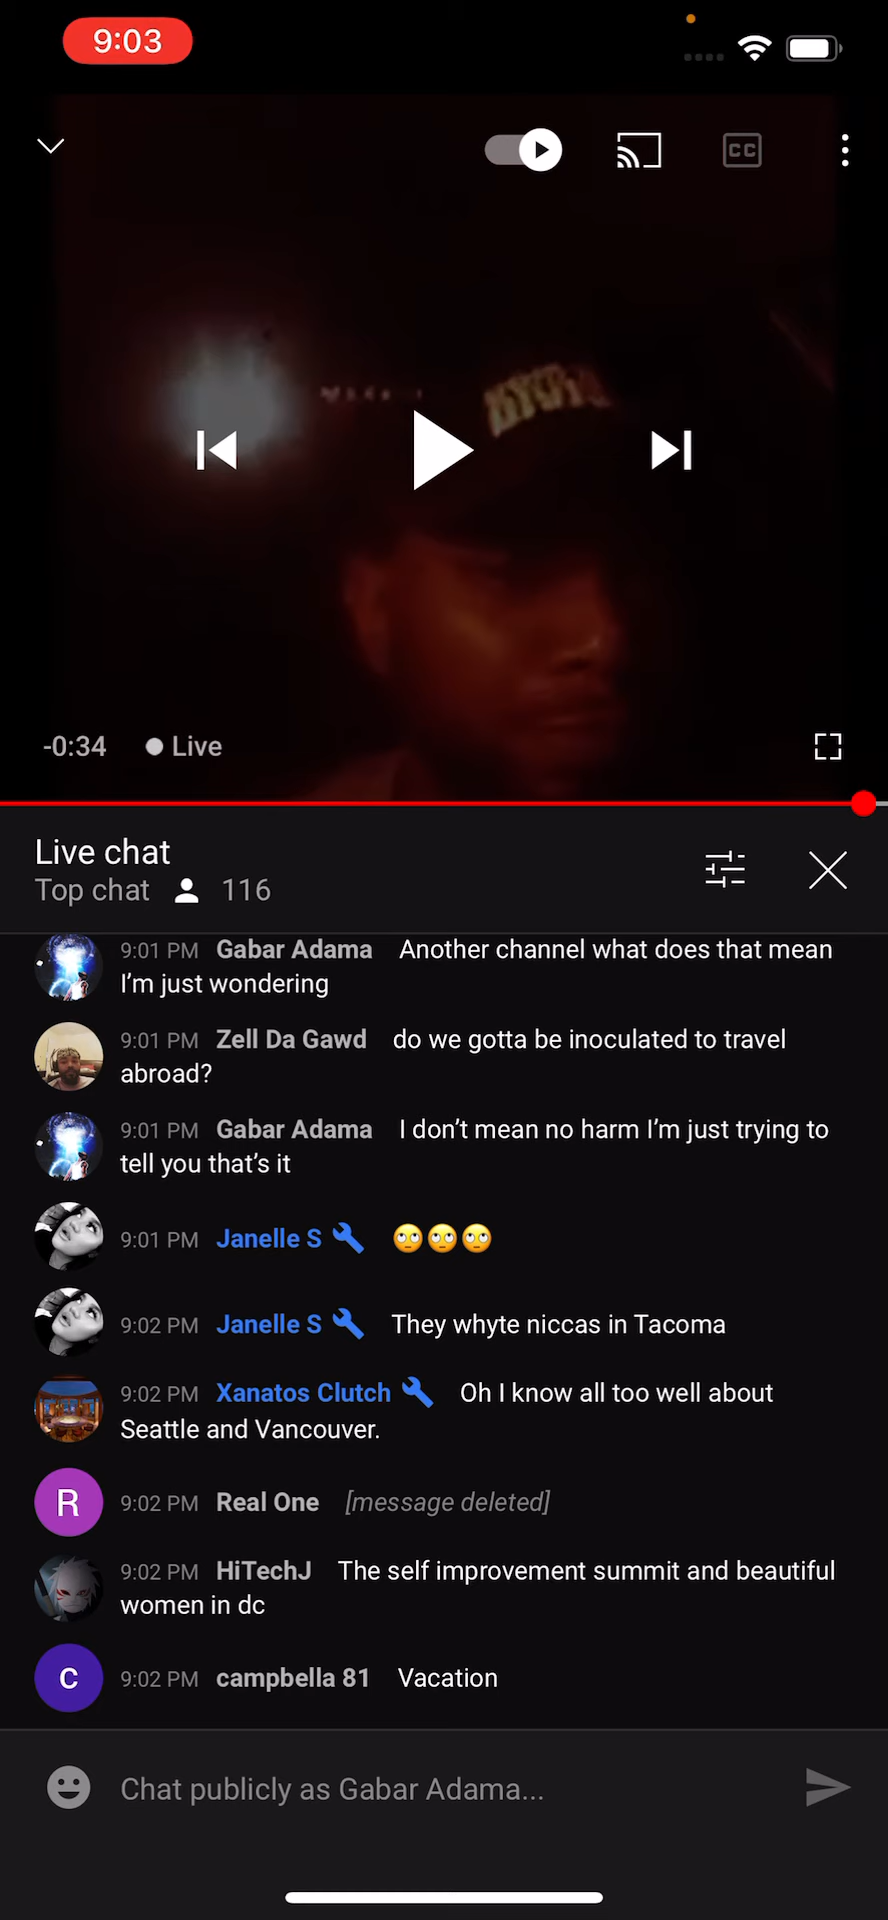 9:03
CC
-0:34 Live
Live chat
Top chat 116
9:01 PM Gabar Adama Another channel what does that mean
I'm just wondering
9:01 PM Zell Da Gawd do we gotta be inoculated to travel
abroad?
9:01 PM Gabar Adama I don't mean no harm I'm just trying to
tell you that's it
9:01 PM Janelle S 🙄🙄🙄
9:02 PM Janelle S They whyte niccas in Tacoma
9:02 PM Xanatos Clutch Oh I know all too well about
Seattle and Vancouver.
R 9:02 PM Real One [message deleted]
9:02 PM HiTechJ The self improvement summit and beautiful
women in dc
C 9:02 PM campbella 81 Vacation
Chat publicly as Gabar Adama...